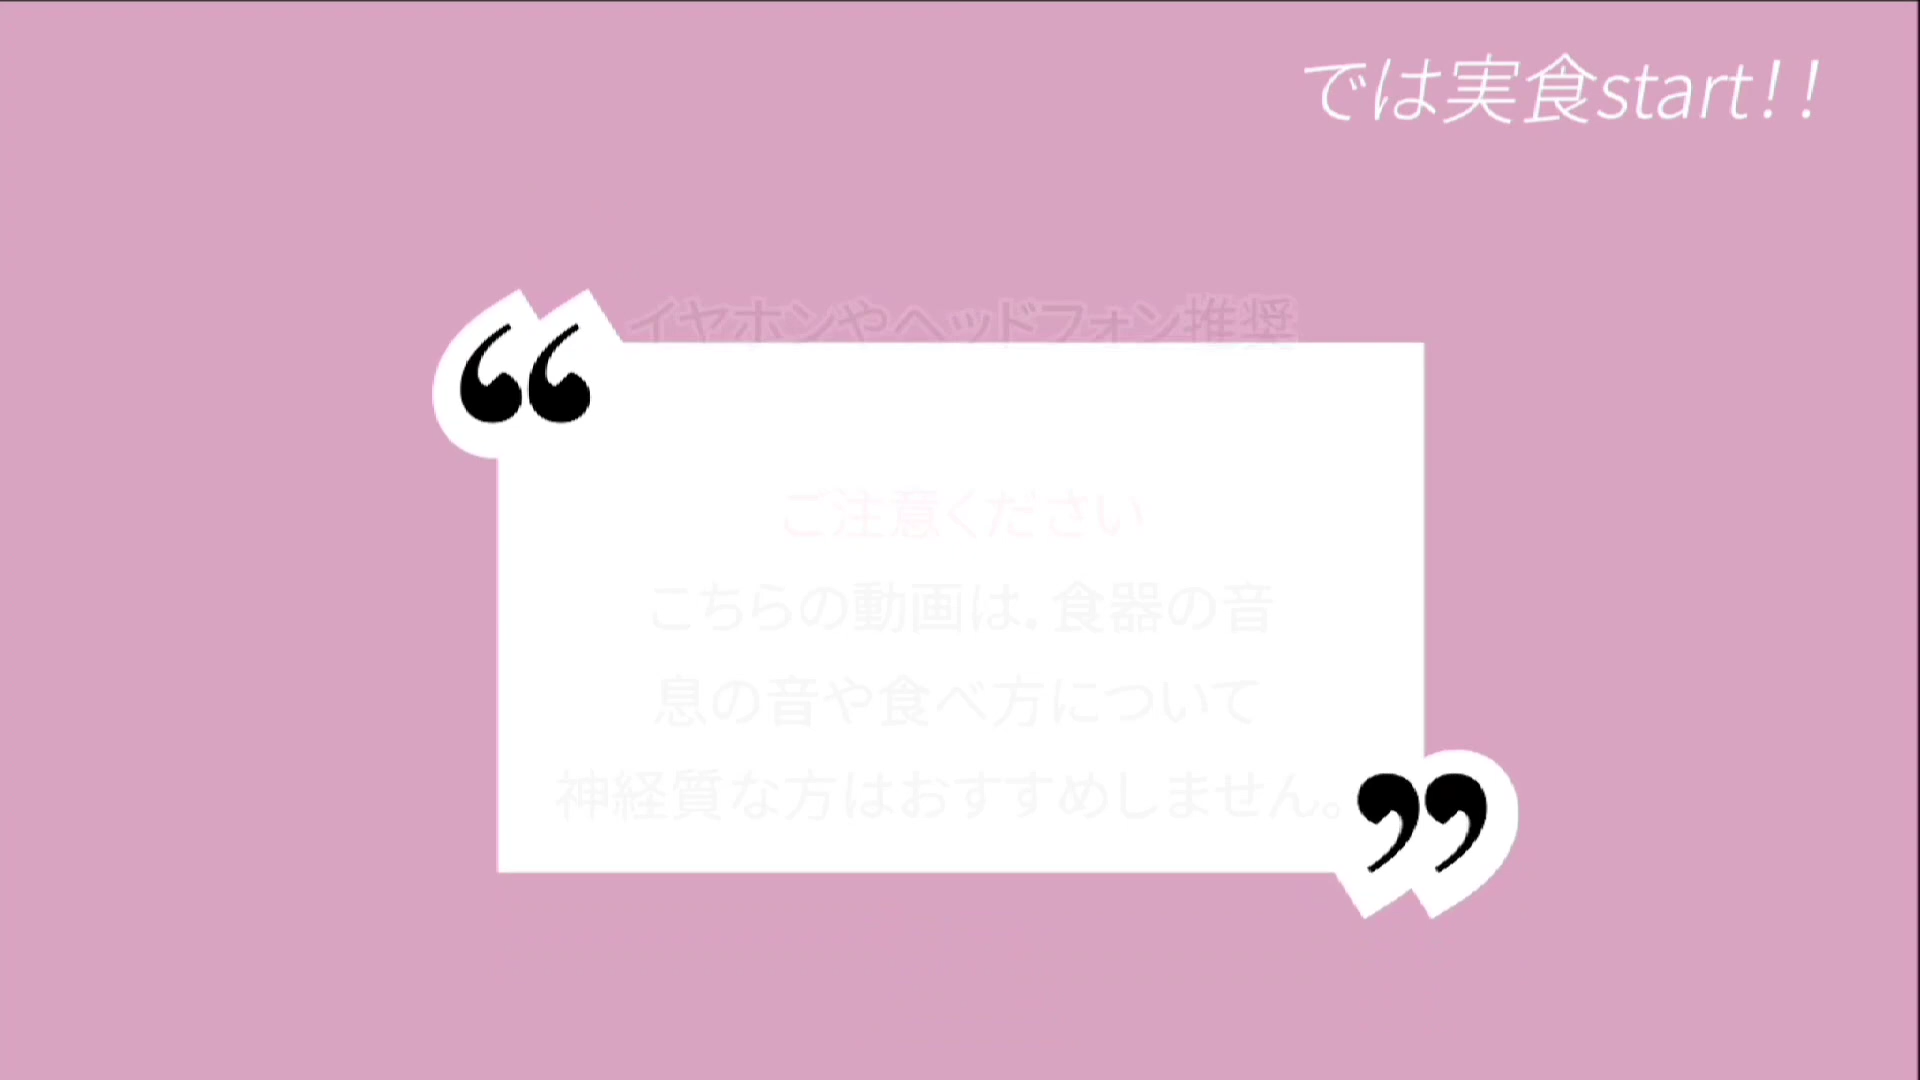 では実食start!!
イヤホンやヘッドフォン推奨
“
ご注意ください
こちらの動画は.食器の音
息の音や食べ方について
神経質な方はおすすめしません。
”